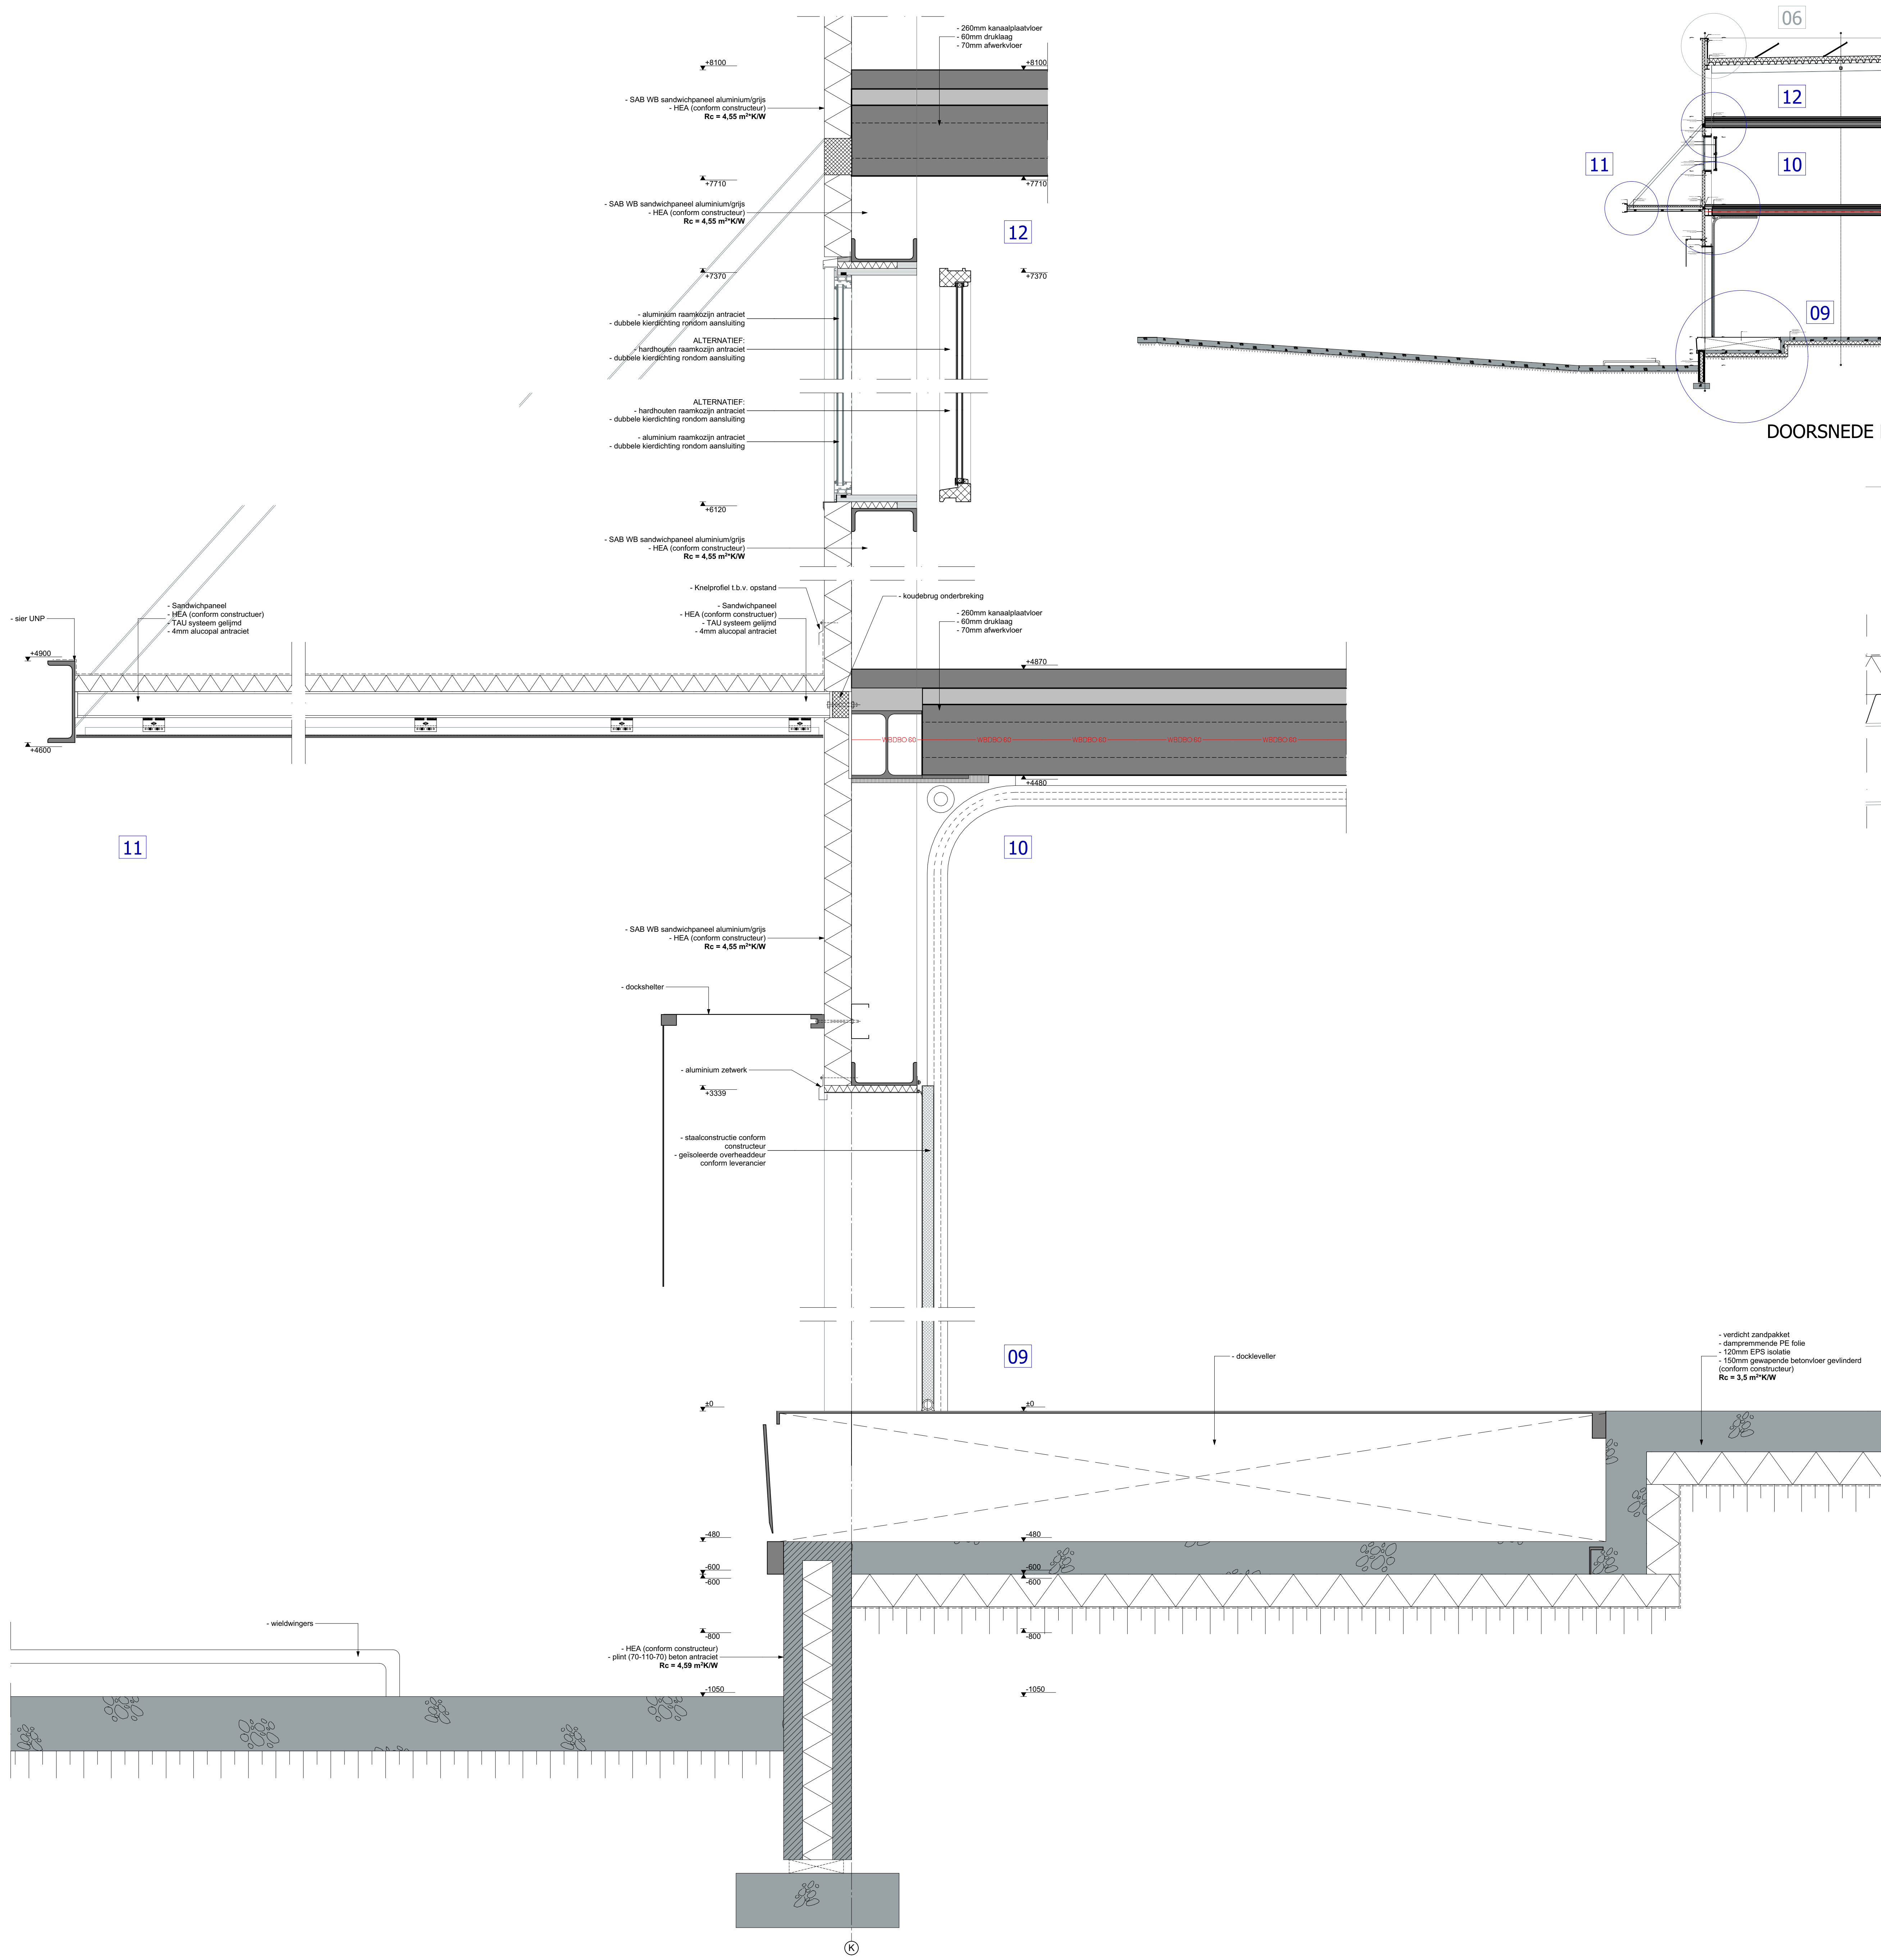 - 260mm kanaalplaatvloer
- 60mm druklaag
- 70mm afwerkvloer
06
+8100
+8100
- SAB WB sandwichpaneel aluminium/grijs
- HEA (conform constructeur)
Rc = 4,55 m²*K/W
12
11
10
+7710
+7710
- SAB WB sandwichpaneel aluminium/grijs
- HEA (conform constructeur)
Rc = 4,55 m²*K/W
12
+7370
+7370
09
- aluminium raamkozijn antraciet
- dubbele kierdichting rondom aansluiting
ALTERNATIEF:
- hardhouten raamkozijn antraciet
- dubbele kierdichting rondom aansluiting
ALTERNATIEF:
- hardhouten raamkozijn antraciet
- dubbele kierdichting rondom aansluiting
- aluminium raamkozijn antraciet
- dubbele kierdichting rondom aansluiting
DOORSNEDE
+6120
- SAB WB sandwichpaneel aluminium/grijs
- HEA (conform constructeur)
Rc = 4,55 m²*K/W
- Knelprofiel t.b.v. opstand
- koudebrug onderbreking
- sier UNP
- Sandwichpaneel
- HEA (conform constructuer)
- TAU systeem gelijmd
- 4mm alucopal antraciet
- Sandwichpaneel
- HEA (conform constructuer)
- TAU systeem gelijmd
- 4mm alucopal antraciet
- 260mm kanaalplaatvloer
- 60mm druklaag
- 70mm afwerkvloer
+4900
+4870
WBDBO 60 WBDBO 60 WBDBO 60 WBDBO 60 WBDBO 60
+4600
+4480
11
10
- SAB WB sandwichpaneel aluminium/grijs
- HEA (conform constructeur)
Rc = 4,55 m²*K/W
- dockshelter
- aluminium zetwerk
+3339
- staalconstructie conform
constructeur
- geïsoleerde overheaddeur
conform leverancier
09
- dockleveller
- verdicht zandpakket
- dampremmende PE folie
- 120mm EPS isolatie
- 150mm gewapende betonvloer gevlinderd
(conform constructeur)
Rc = 3,5 m²*K/W
±0
±0
-480
-480
-600
-600
-600
-600
- wieldwingers
-800
-800
- HEA (conform constructeur)
- plint (70-110-70) beton antraciet
Rc = 4,59 m²K/W
-1050
-1050
K